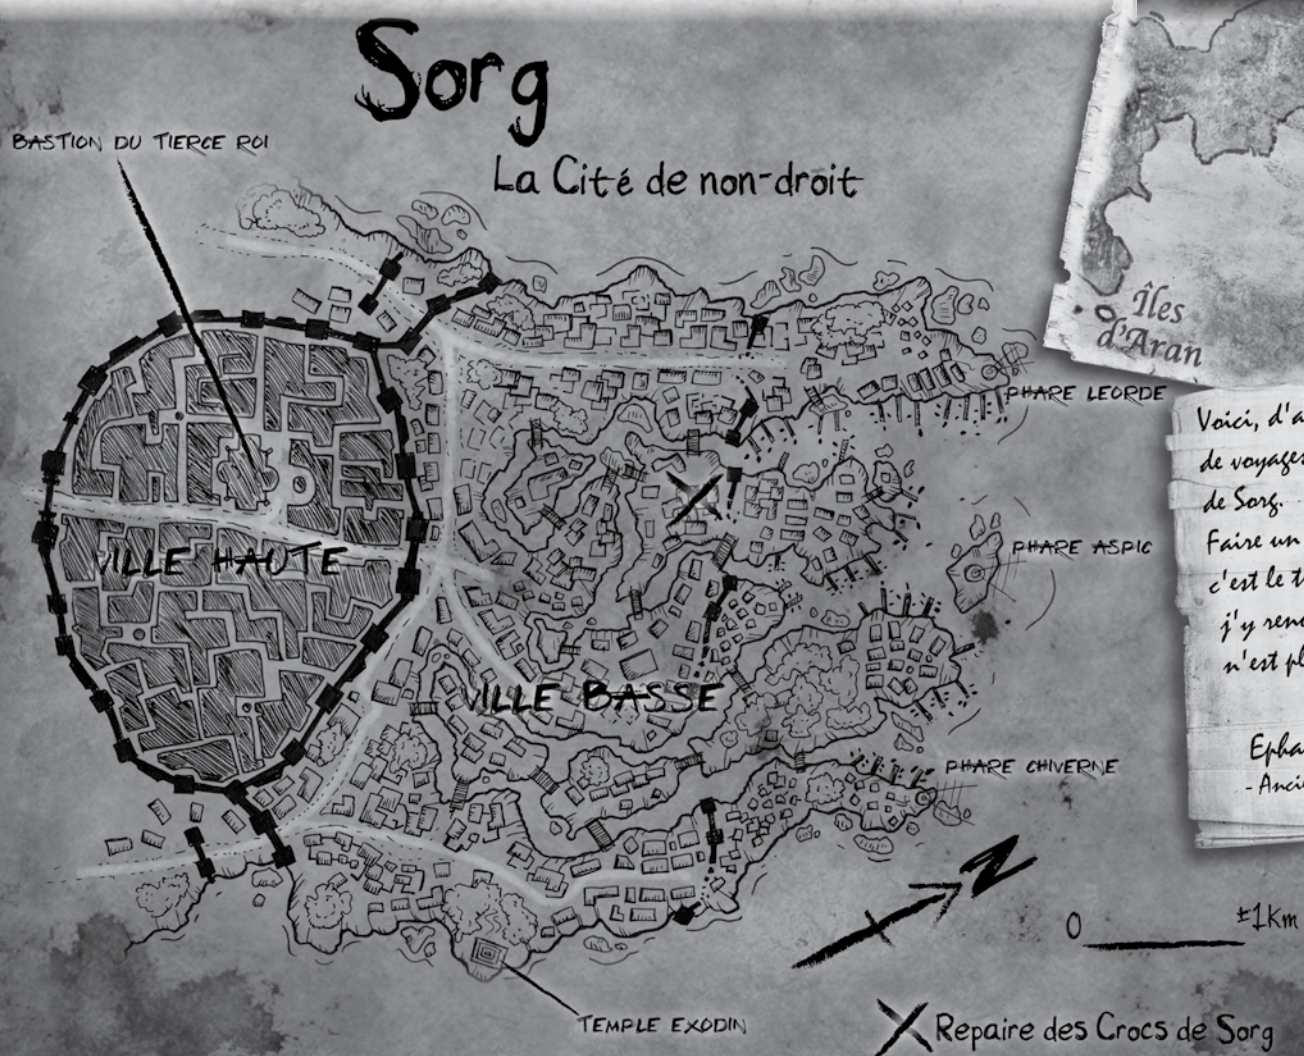 Sorg
BASTION DU TIERCE ROI
La Cité de non-droit
Îles
d'Aran
PHARE LEORDE
Voici, d'a
de voyages
de Sorg.
Faire un
c'est le t
j'y reno
n'est pl
PHARE ASPIC
VILLE HAUTE
VILLE BASSE
Epha
- Anci
PHARE CHIVERNE
N
0 ±1Km
TEMPLE EXODIN
X Repaire des Crocs de Sorg